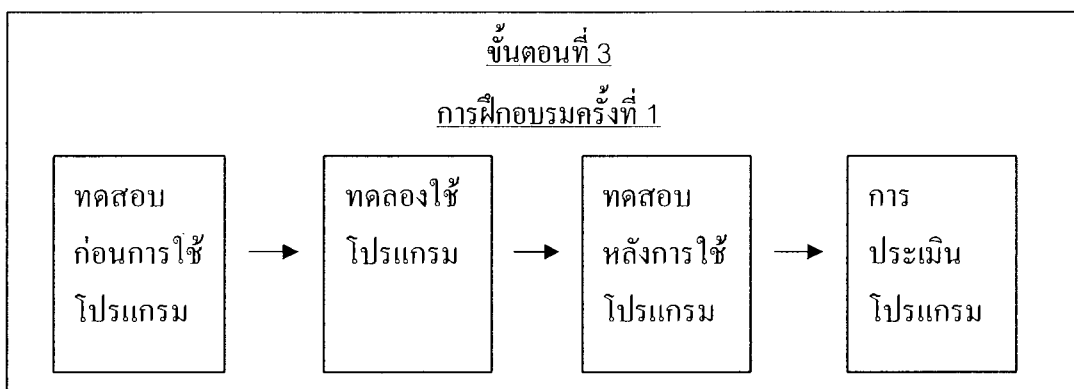 ขั้นตอนที่ 3
การฝึกอบรมครั้งที่ 1
ทดสอบ
ก่อนการใช้
โปรแกรม
ทดลองใช้
โปรแกรม
ทดสอบ
หลังการใช้
โปรแกรม
การ
ประเมิน
โปรแกรม